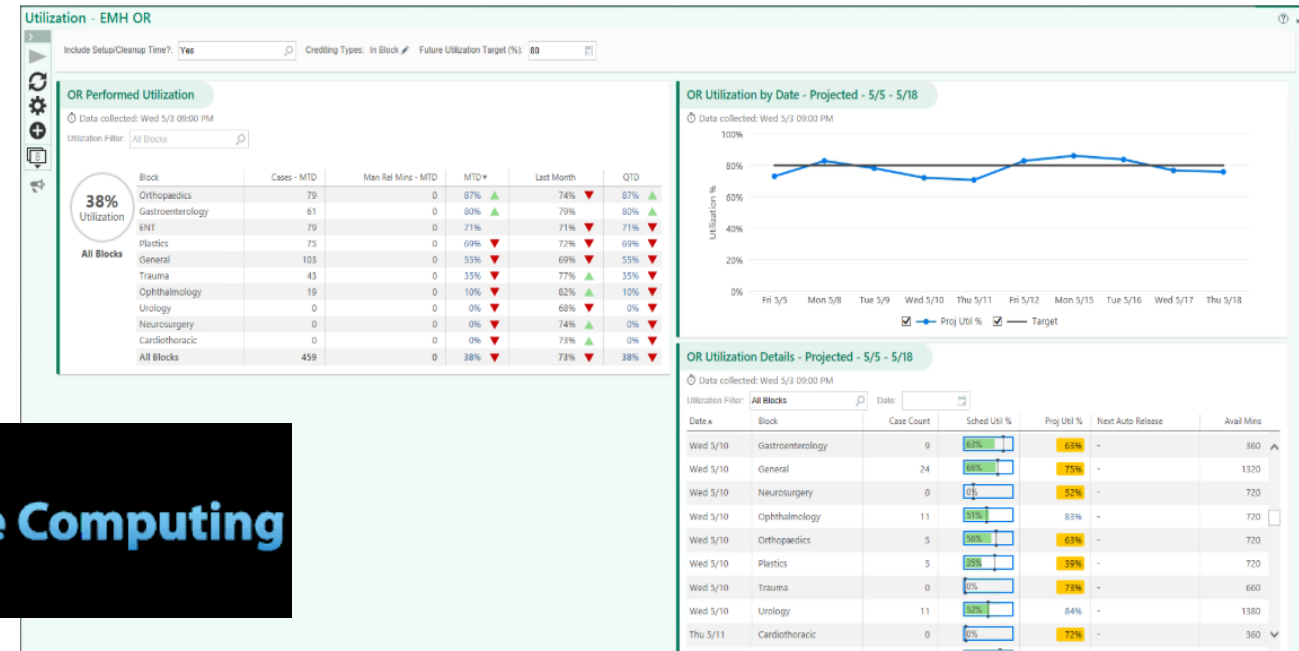 Utilization - EMH OR
Include Setup/Cleanup Time?: Yes Crediting Types: In Block Future Utilization Target (%): 80
OR Performed Utilization
Data collected: Wed 5/3 09:00 PM
Utilization Filter: All Blocks
38%
Utilization
All Blocks
Block Cases - MTD Man Rel Mins - MTD MTD Last Month QTD
Orthopaedics 79 0 87% 74% 87%
Gastroenterology 61 0 80% 79% 80%
ENT 79 0 71% 71% 71%
Plastics 75 0 69% 72% 69%
General 103 0 55% 69% 55%
Trauma 43 0 35% 77% 35%
Ophthalmology 19 0 10% 82% 10%
Urology 0 0 0% 68% 0%
Neurosurgery 0 0 0% 74% 0%
Cardiothoracic 0 0 0% 73% 0%
All Blocks 459 0 38% 73% 38%
OR Utilization by Date - Projected - 5/5 - 5/18
Data collected: Wed 5/3 09:00 PM
100%
80%
60%
40%
20%
0%
Utilization %
Fri 5/5 Mon 5/8 Tue 5/9 Wed 5/10 Thu 5/11 Fri 5/12 Mon 5/15 Tue 5/16 Wed 5/17 Thu 5/18
Proj Util % Target
OR Utilization Details - Projected - 5/5 - 5/18
Data collected: Wed 5/3 09:00 PM
Utilization Filter: All Blocks Date:
Date Block Case Count Sched Util % Proj Util % Next Auto Release Avail Mins
Wed 5/10 Gastroenterology 9 63% 63% - 360
Wed 5/10 General 24 66% 75% - 1320
Wed 5/10 Neurosurgery 0 0% 52% - 720
Wed 5/10 Ophthalmology 11 51% 83% - 720
Wed 5/10 Orthopaedics 5 56% 63% - 720
Wed 5/10 Plastics 5 35% 39% - 720
Wed 5/10 Trauma 0 0% 73% - 660
Wed 5/10 Urology 11 52% 84% - 1380
Thu 5/11 Cardiothoracic 0 0% 72% - 360
e Computing